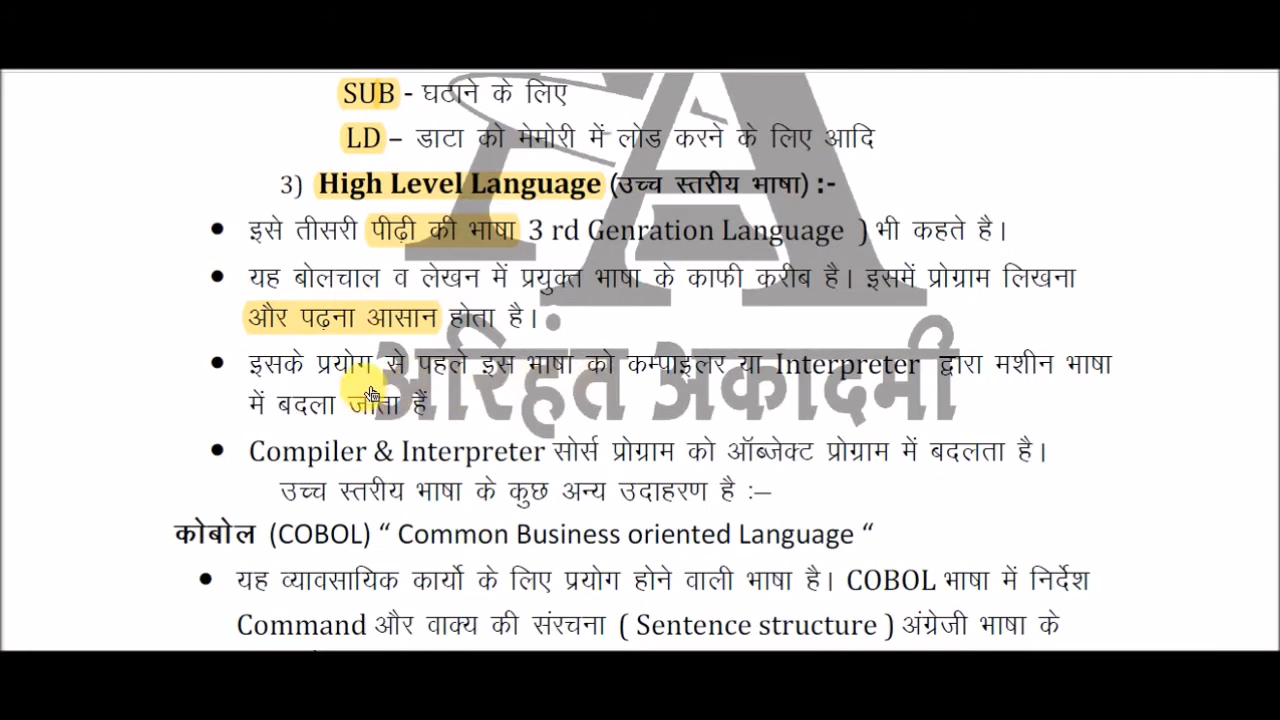 SUB - घटाने के लिए
LD – डाटा को मेमोरी में लोड करने के लिए आदि
3) High Level Language (उच्च स्तरीय भाषा) :-
• इसे तीसरी पीढ़ी की भाषा 3 rd Genration Language ) भी कहते है।
• यह बोलचाल व लेखन में प्रयुक्त भाषा के काफी करीब है। इसमें प्रोग्राम लिखना
और पढ़ना आसान होता है।
• इसके प्रयोग से पहले इस भाषा को कम्पाइलर या Interpreter द्वारा मशीन भाषा
में बदला जाता हैं
अरिहंत अकादमी
• Compiler & Interpreter सोर्स प्रोग्राम को ऑब्जेक्ट प्रोग्राम में बदलता है।
उच्च स्तरीय भाषा के कुछ अन्य उदाहरण है :–
कोबोल (COBOL) “ Common Business oriented Language “
• यह व्यावसायिक कार्यो के लिए प्रयोग होने वाली भाषा है। COBOL भाषा में निर्देश
Command और वाक्य की संरचना ( Sentence structure ) अंग्रेजी भाषा के